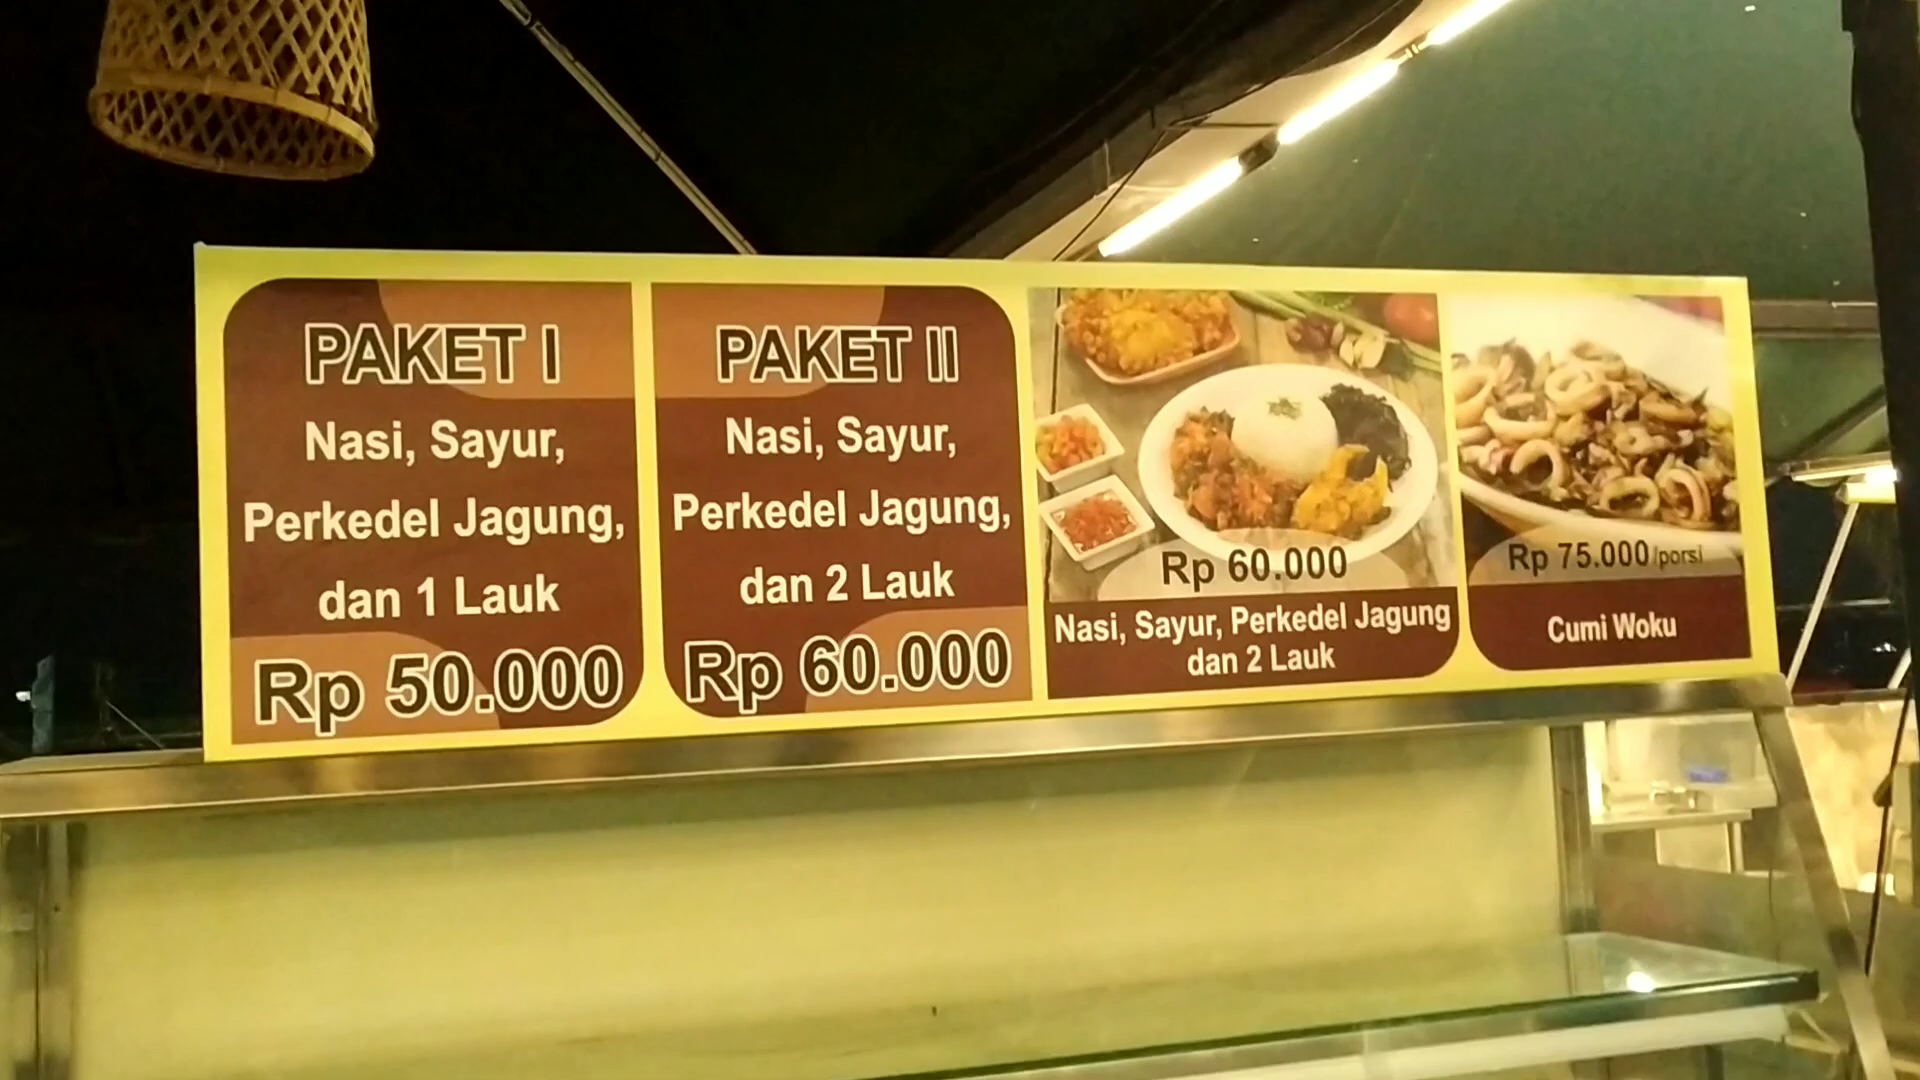 PAKET I
Nasi, Sayur,
Perkedel Jagung,
dan 1 Lauk
Rp 50.000
PAKET II
Nasi, Sayur,
Perkedel Jagung,
dan 2 Lauk
Rp 60.000
Rp 60.000
Nasi, Sayur, Perkedel Jagung
dan 2 Lauk
Rp 75.000/porsi
Cumi Woku